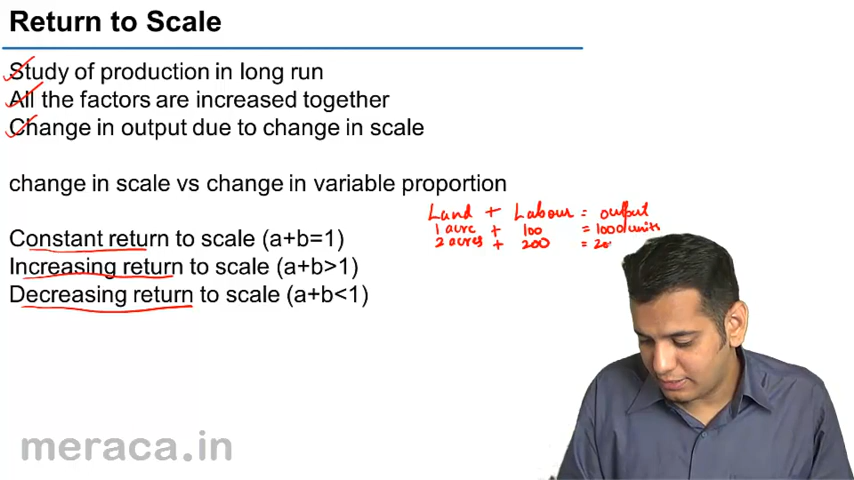 Return to Scale
Study of production in long run
All the factors are increased together
Change in output due to change in scale
change in scale vs change in variable proportion
Land + Labour = output
1 acre + 100 = 1000 units
2 acres + 200 = 20
Constant return to scale (a+b=1)
Increasing return to scale (a+b>1)
Decreasing return to scale (a+b<1)
meraca.in